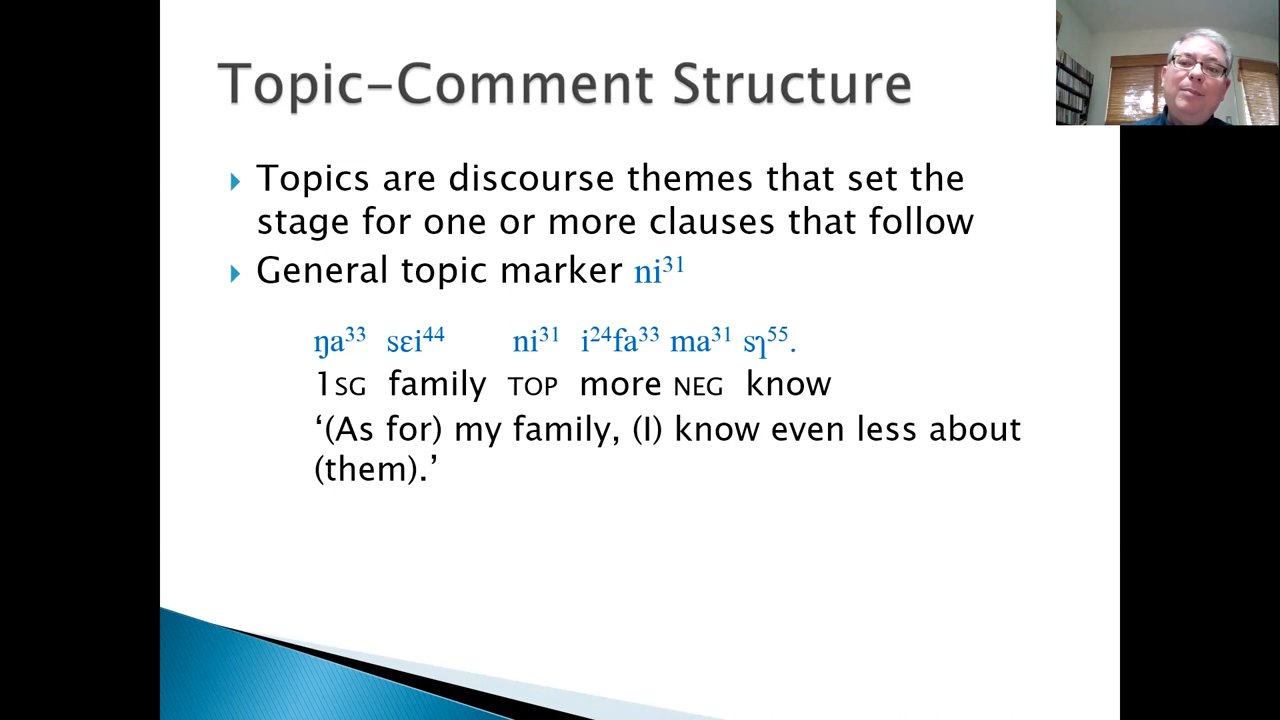 Topic–Comment Structure
Topics are discourse themes that set the
stage for one or more clauses that follow
General topic marker ni³¹
ŋa³³ sɛi⁴⁴ ni³¹ i²⁴fa³³ ma³¹ sɿ⁵⁵.
1SG family TOP more NEG know
‘(As for) my family, (I) know even less about
(them).’